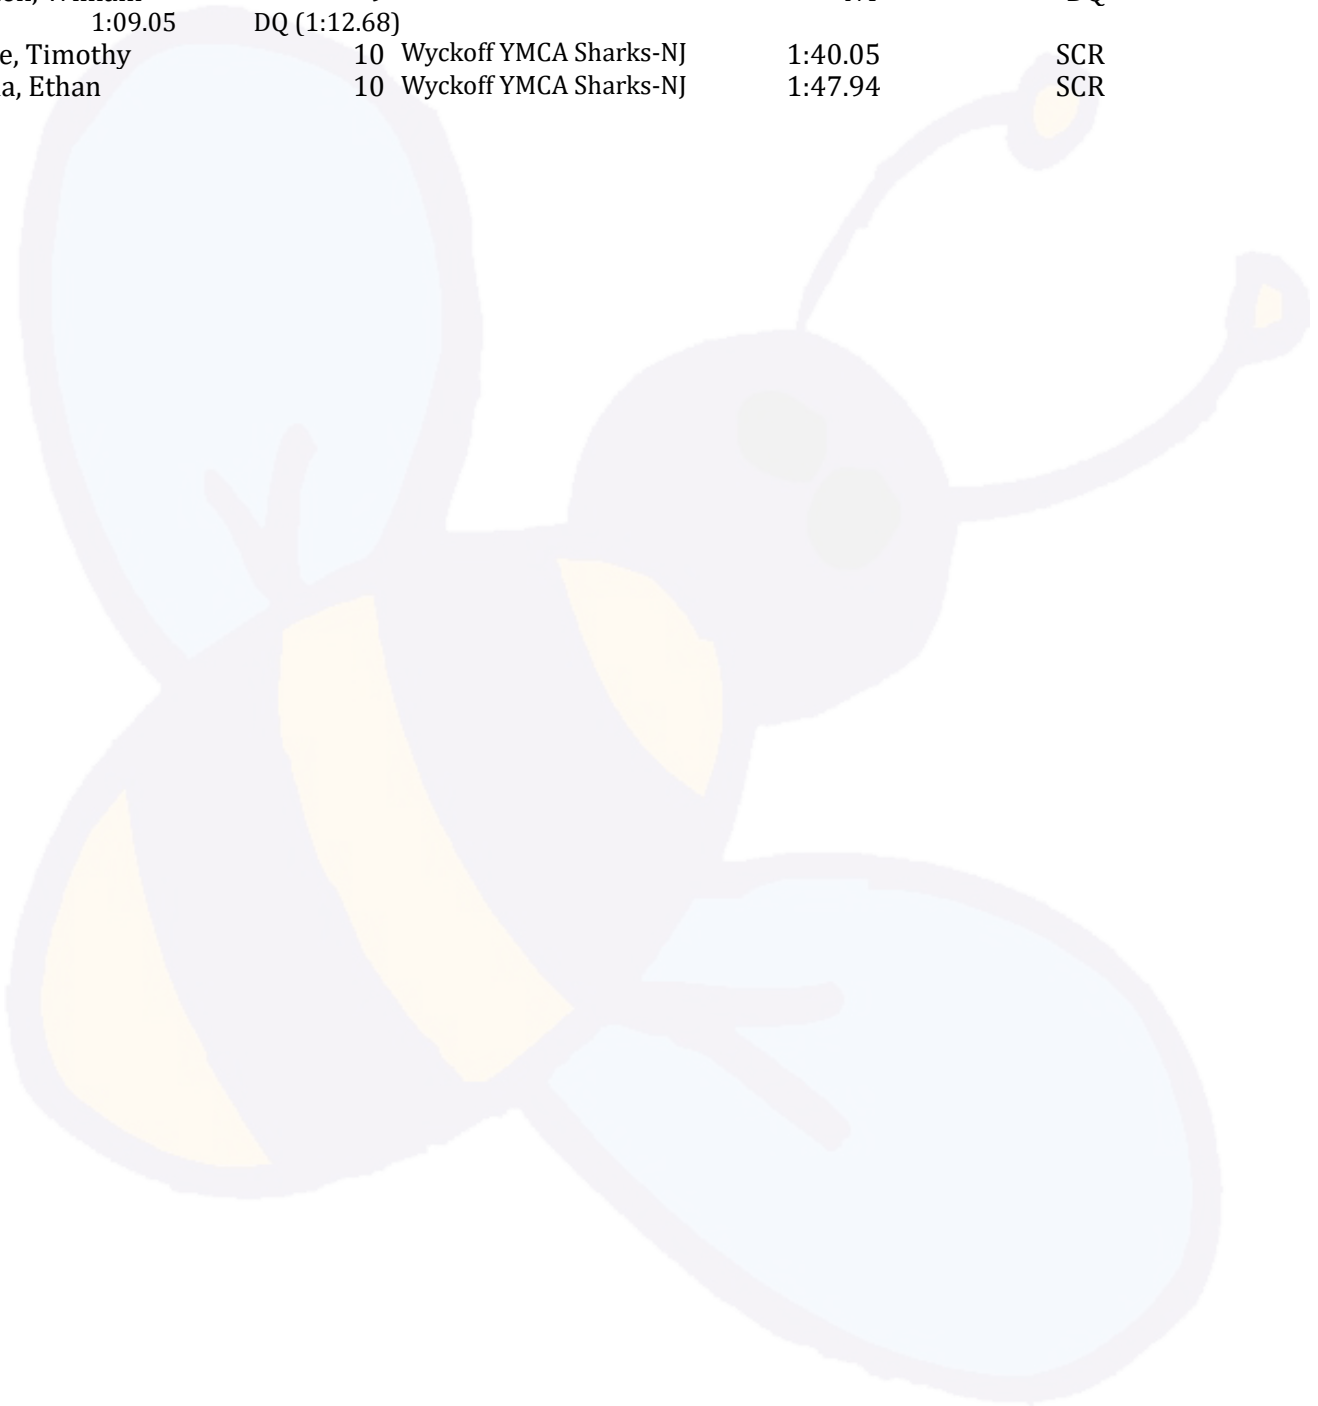 1:09.05 DQ (1:12.68)
e, Timothy 10 Wyckoff YMCA Sharks-NJ 1:40.05 SCR
a, Ethan 10 Wyckoff YMCA Sharks-NJ 1:47.94 SCR